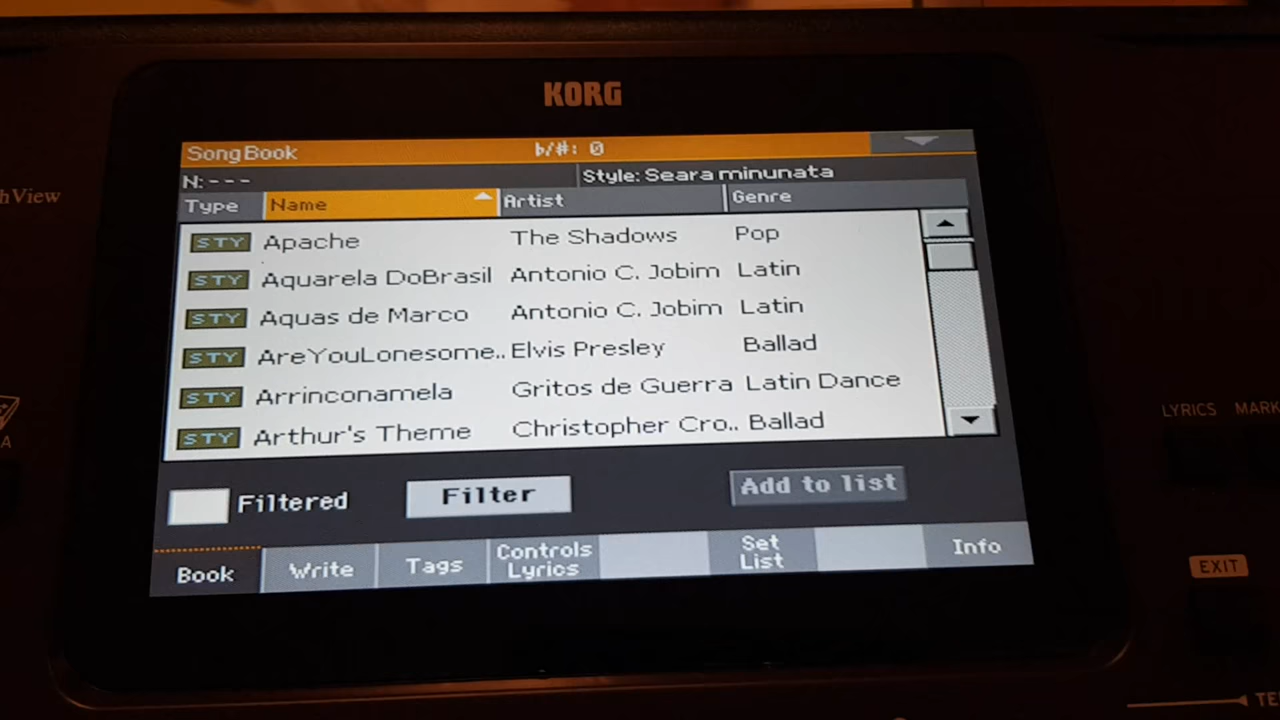 KORG
SongBook b/#: 0
N:--- Style: Seara minunata
Type Name Artist Genre
STY Apache The Shadows Pop
STY Aquarela DoBrasil Antonio C. Jobim Latin
STY Aquas de Marco Antonio C. Jobim Latin
STY AreYouLonesome.. Elvis Presley Ballad
STY Arrinconamela Gritos de Guerra Latin Dance
STY Arthur's Theme Christopher Cro.. Ballad
Filtered Filter Add to list
Book Write Tags Controls Lyrics Set List Info
View
LYRICS MARK
EXIT